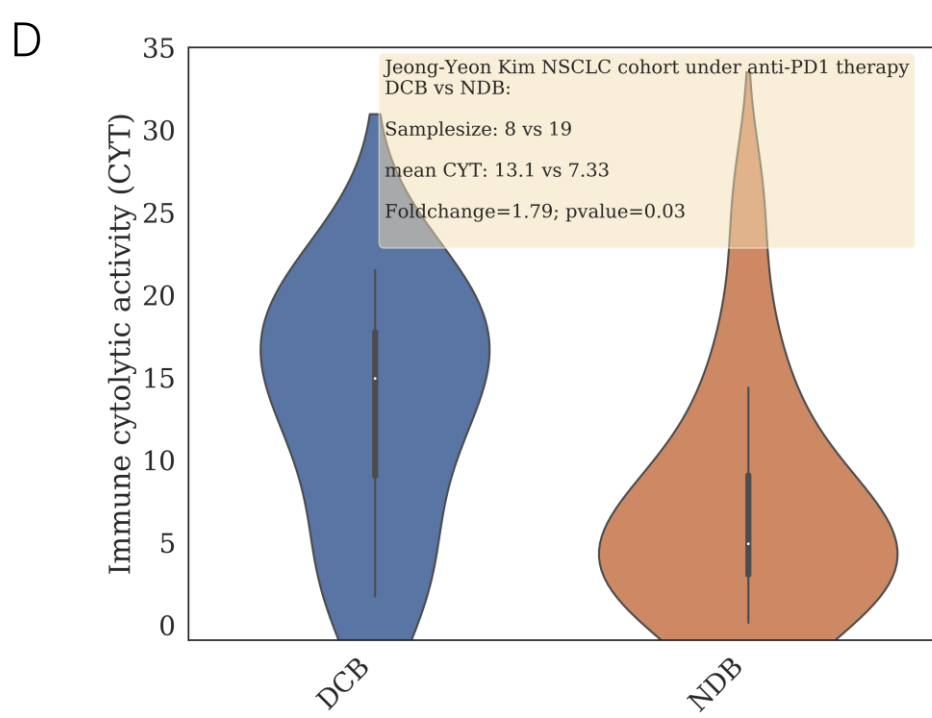 D
Immune cytolytic activity (CYT)
35
30
25
20
15
10
5
0
Jeong-Yeon Kim NSCLC cohort under anti-PD1 therapy
DCB vs NDB:
Samplesize: 8 vs 19
mean CYT: 13.1 vs 7.33
Foldchange=1.79; pvalue=0.03
DCB
NDB